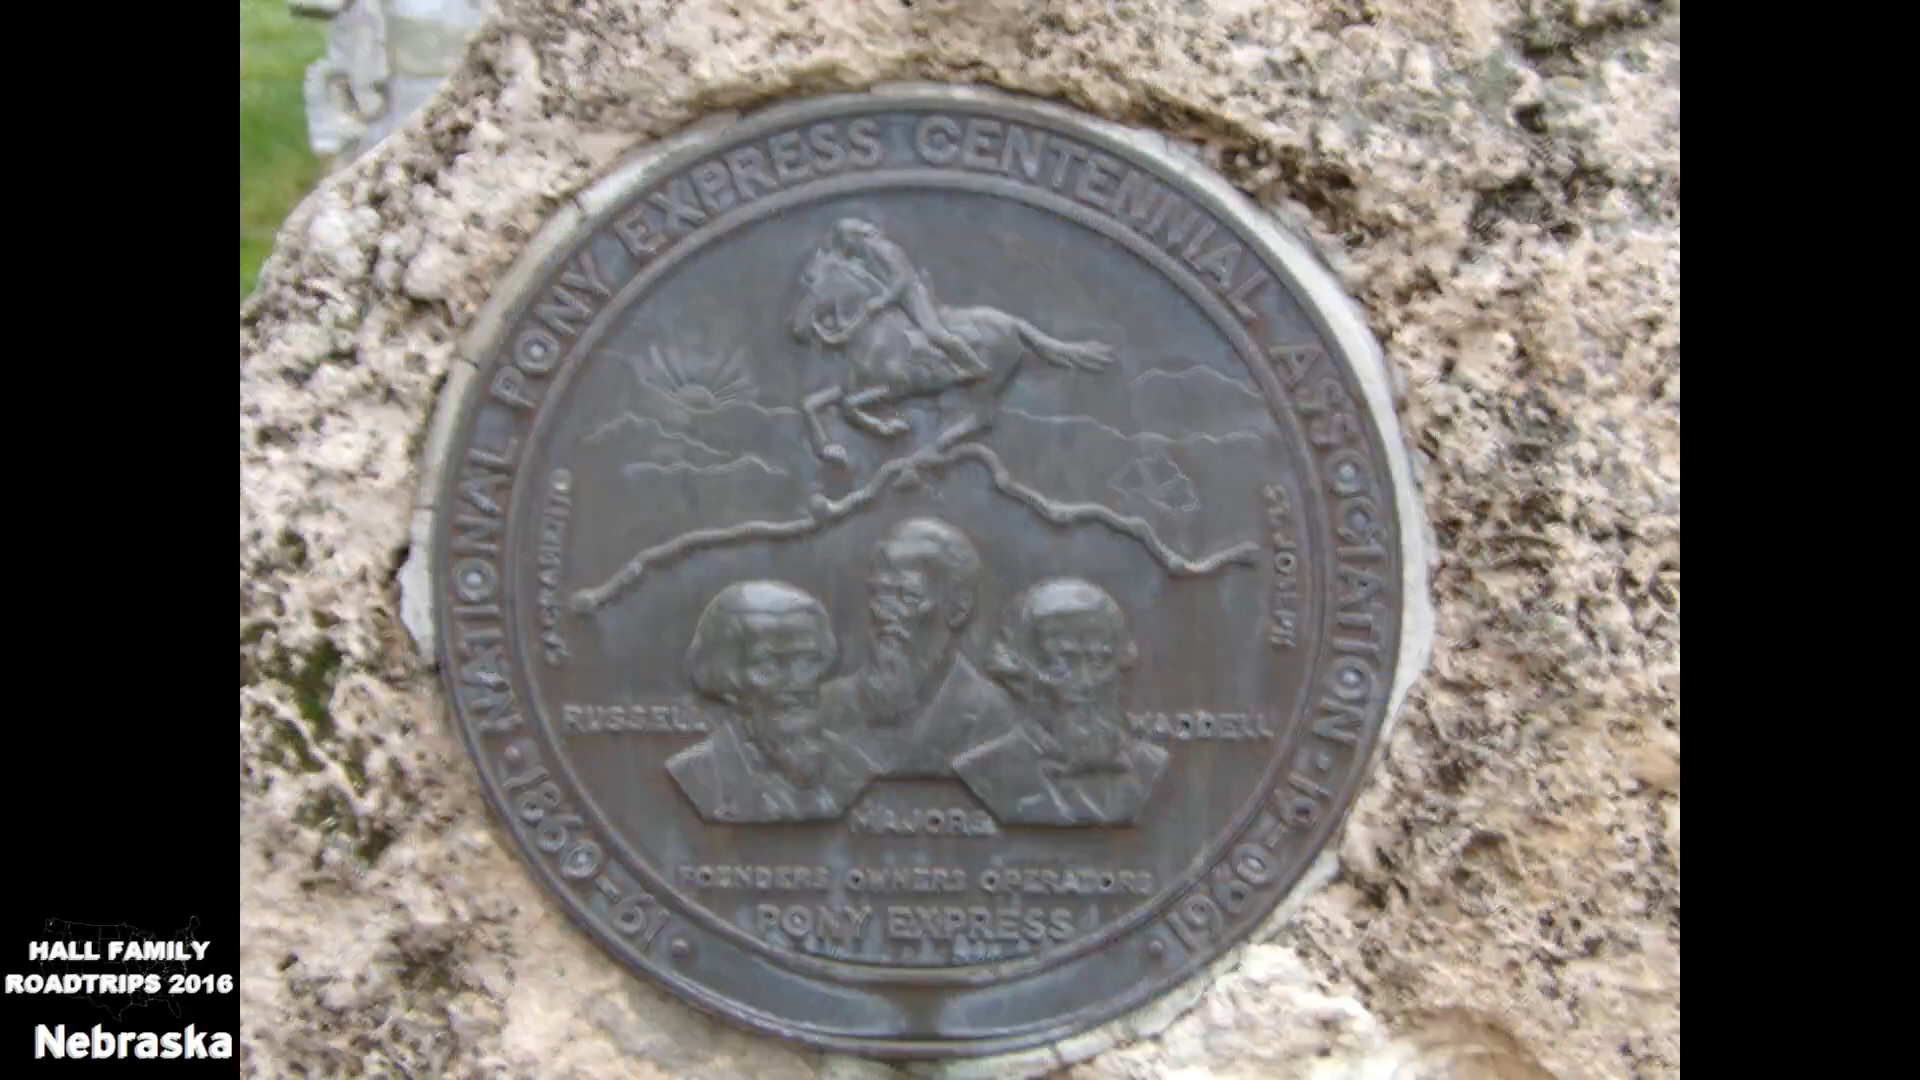 NATIONAL PONY EXPRESS CENTENNIAL ASSOCIATION
SACRAMENTO
ST. JOSEPH
RUSSELL
WADDELL
MAJORS
FOUNDERS OWNERS OPERATORS
PONY EXPRESS
· 1860-61 ·
· 1960-61 ·
HALL FAMILY
ROADTRIPS 2016
Nebraska